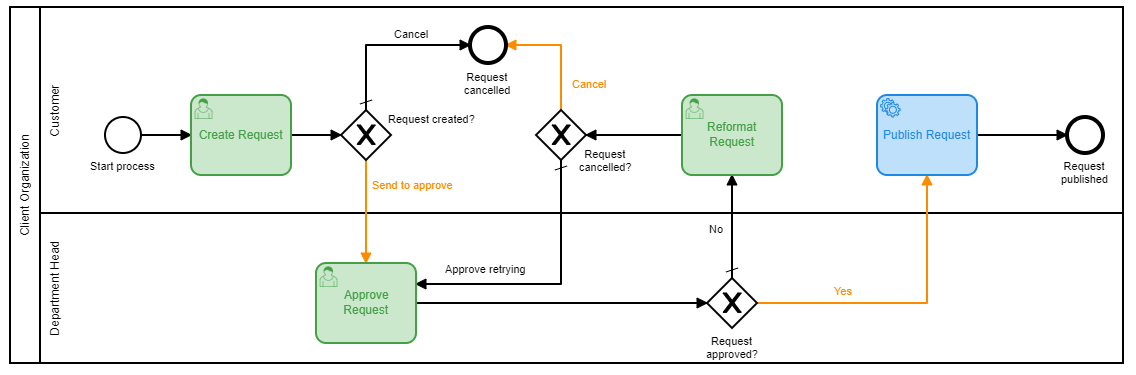 Client Organization
Customer
Department Head
Start process
Create Request
Request created?
Cancel
Request
cancelled
Send to approve
Cancel
Request
cancelled?
Reformat
Request
Publish Request
Request
published
Approve retrying
Approve
Request
No
Request
approved?
Yes